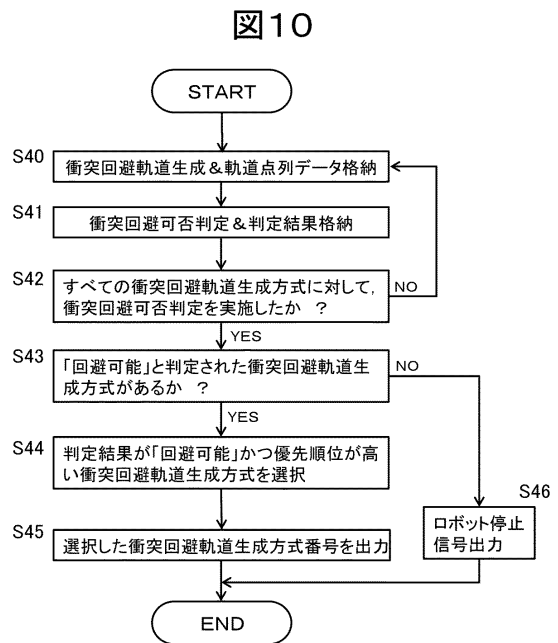 図10
START
S40
衝突回避軌道生成&軌道点列データ格納
S41
衝突回避可否判定&判定結果格納
S42
すべての衝突回避軌道生成方式に対して,
衝突回避可否判定を実施したか ?
NO
YES
S43
「回避可能」と判定された衝突回避軌道生
成方式があるか ?
NO
YES
S44
判定結果が「回避可能」かつ優先順位が高
い衝突回避軌道生成方式を選択
S46
ロボット停止
信号出力
S45
選択した衝突回避軌道生成方式番号を出力
END